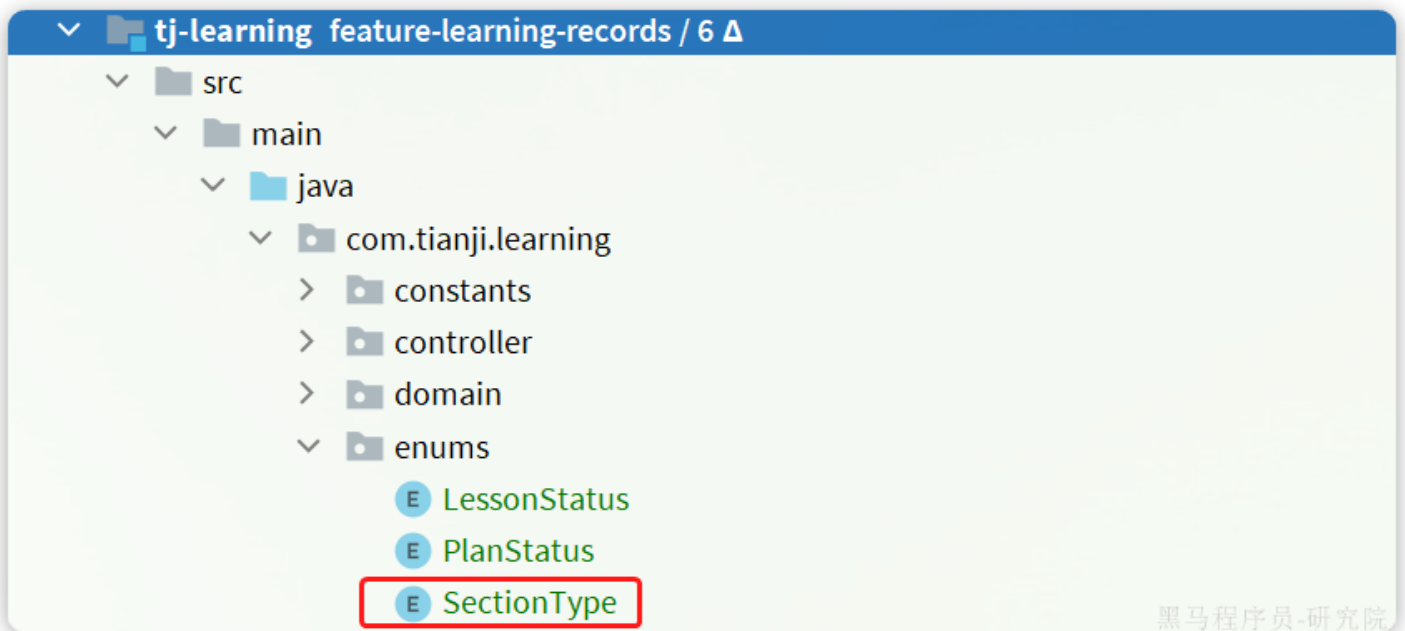 tj-learning feature-learning-records / 6 Δ
src
main
java
com.tianji.learning
constants
controller
domain
enums
E LessonStatus
E PlanStatus
E SectionType
黑马程序员-研究院